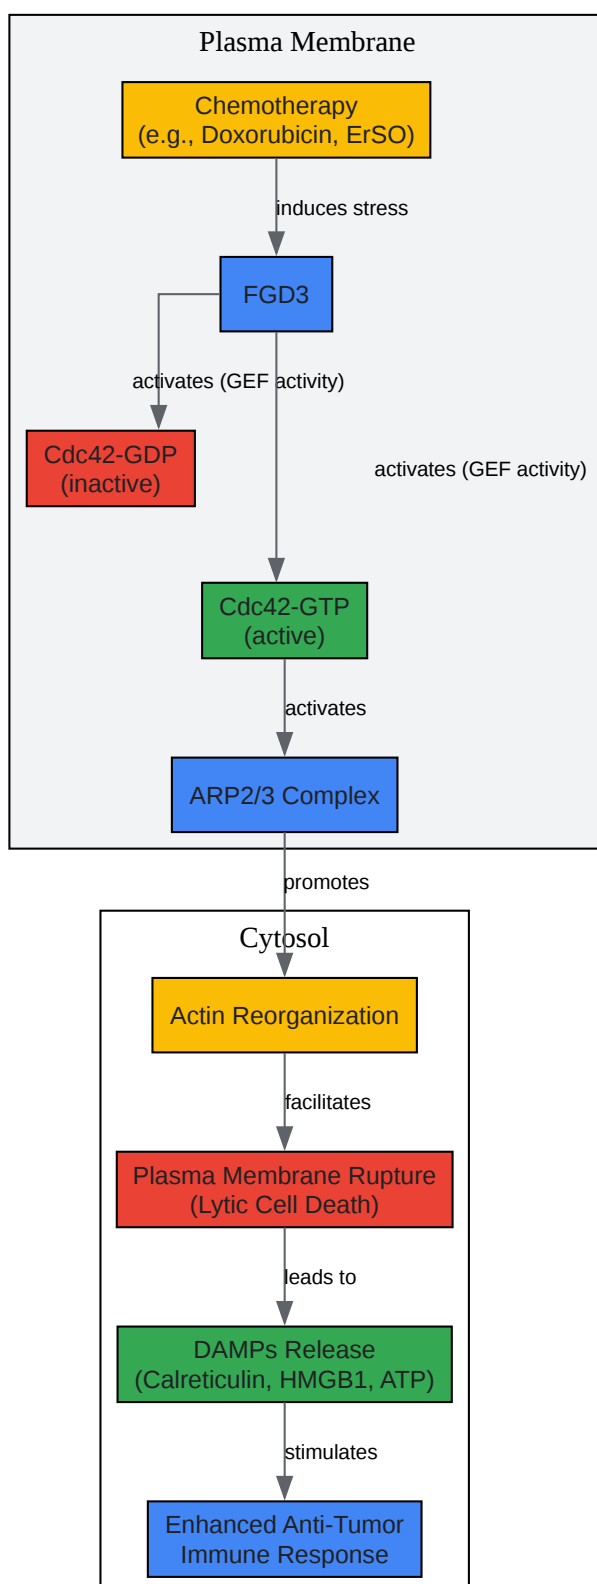 Plasma Membrane
Chemotherapy
(e.g., Doxorubicin, ErSO)
induces stress
FGD3
activates (GEF activity)
Cdc42-GDP
(inactive)
activates (GEF activity)
Cdc42-GTP
(active)
activates
ARP2/3 Complex
promotes
Cytosol
Actin Reorganization
facilitates
Plasma Membrane Rupture
(Lytic Cell Death)
leads to
DAMPs Release
(Calreticulin, HMGB1, ATP)
stimulates
Enhanced Anti-Tumor
Immune Response